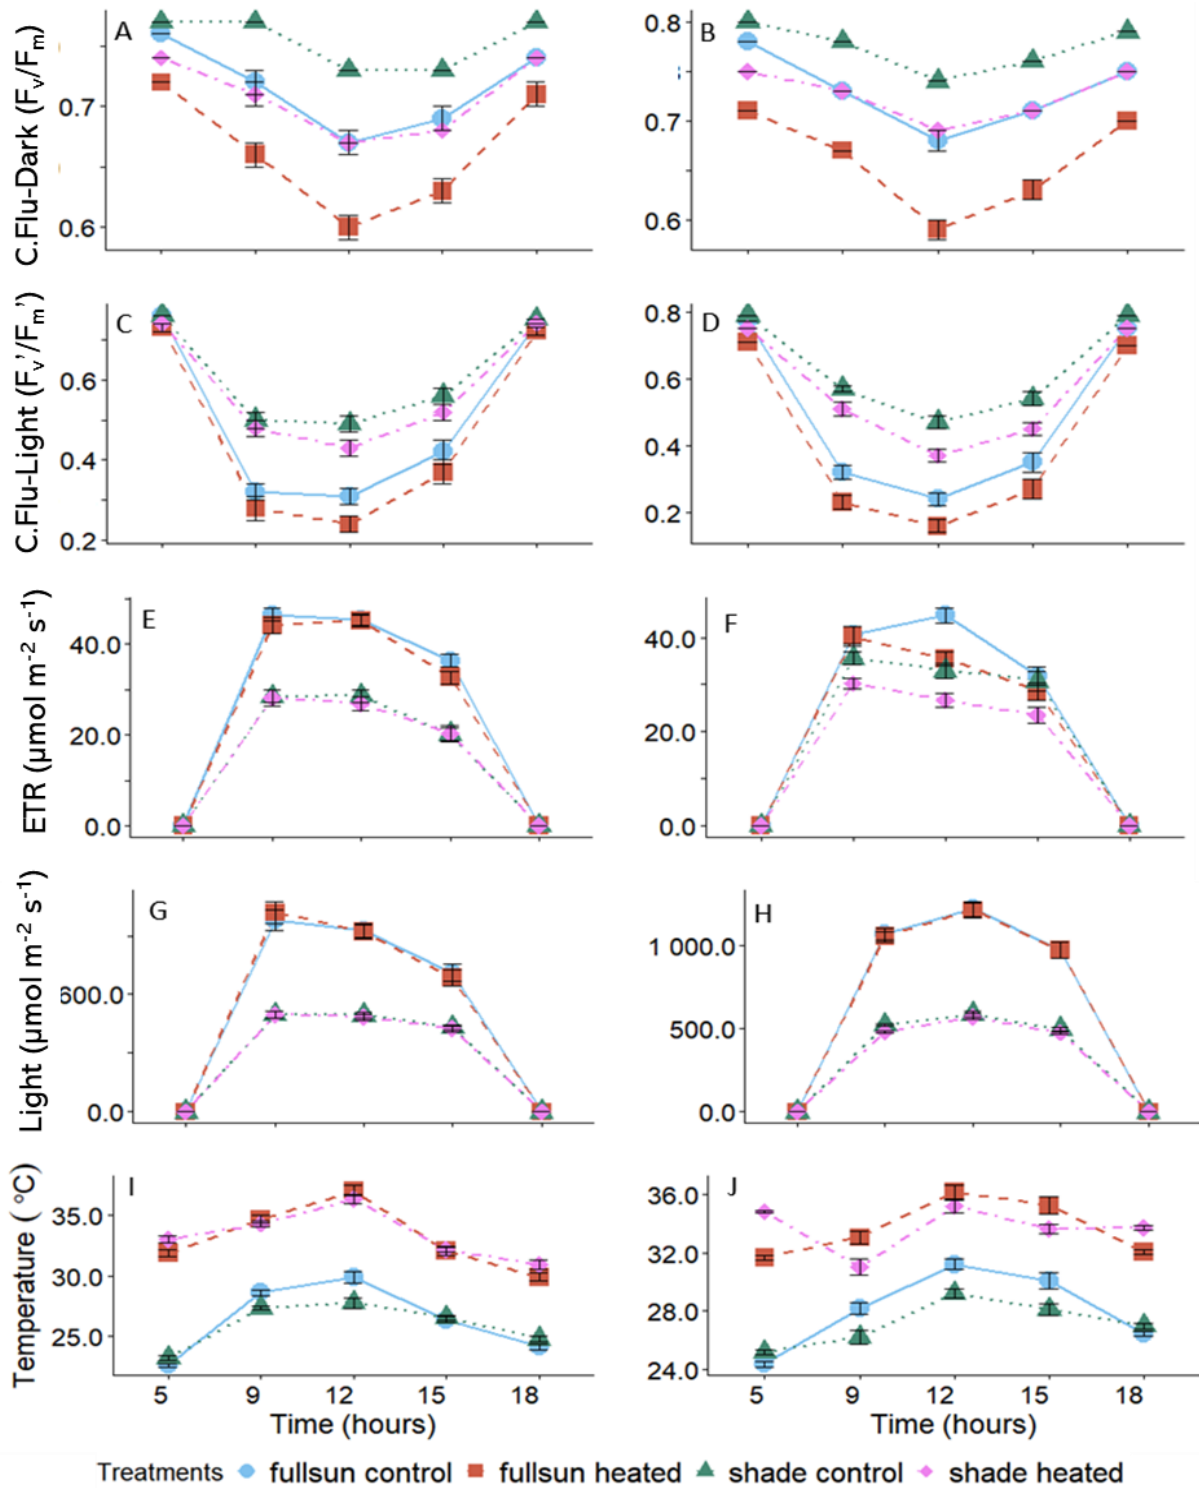 A
B
C.Flu-Dark (Fv/Fm)
0.7
0.6
0.8
0.7
0.6
C
D
C.Flu-Light (Fv'/Fm')
0.6
0.4
0.2
0.8
0.6
0.4
0.2
E
F
ETR (µmol m-2 s-1)
40.0
20.0
0.0
40.0
20.0
0.0
G
H
Light (µmol m-2 s-1)
600.0
0.0
1 000.0
500.0
0.0
I
J
Temperature ( °C)
35.0
30.0
25.0
36.0
32.0
28.0
24.0
5 9 12 15 18
5 9 12 15 18
Time (hours)
Time (hours)
Treatments fullsun control fullsun heated shade control shade heated